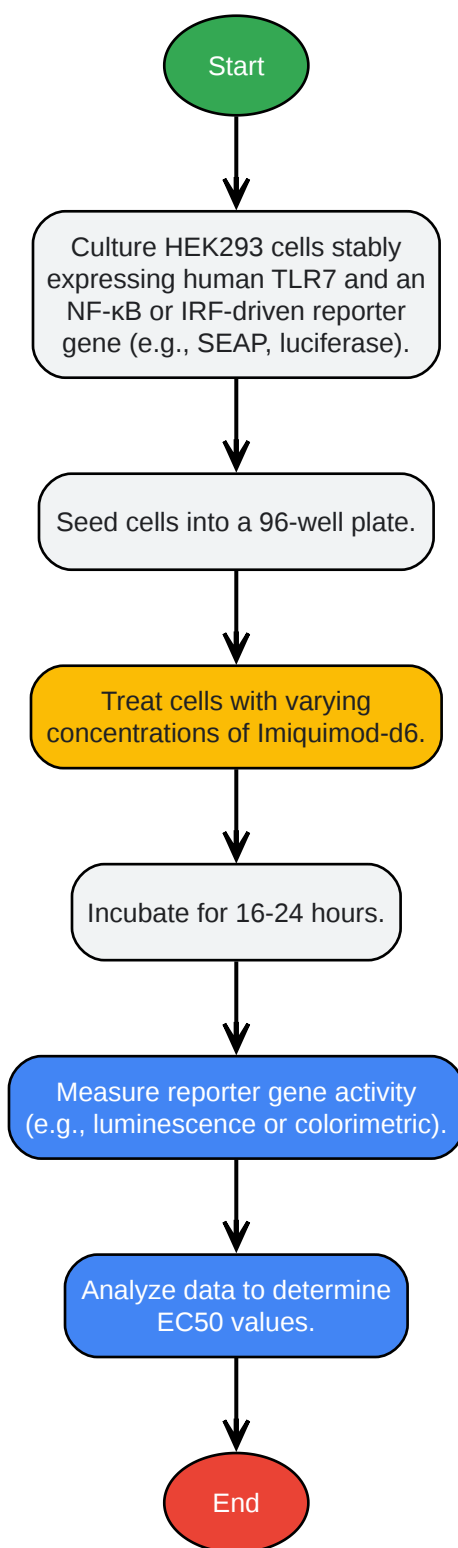 Start
Culture HEK293 cells stably
expressing human TLR7 and an
NF-κB or IRF-driven reporter
gene (e.g., SEAP, luciferase).
Seed cells into a 96-well plate.
Treat cells with varying
concentrations of Imiquimod-d6.
Incubate for 16-24 hours.
Measure reporter gene activity
(e.g., luminescence or colorimetric).
Analyze data to determine
EC50 values.
End